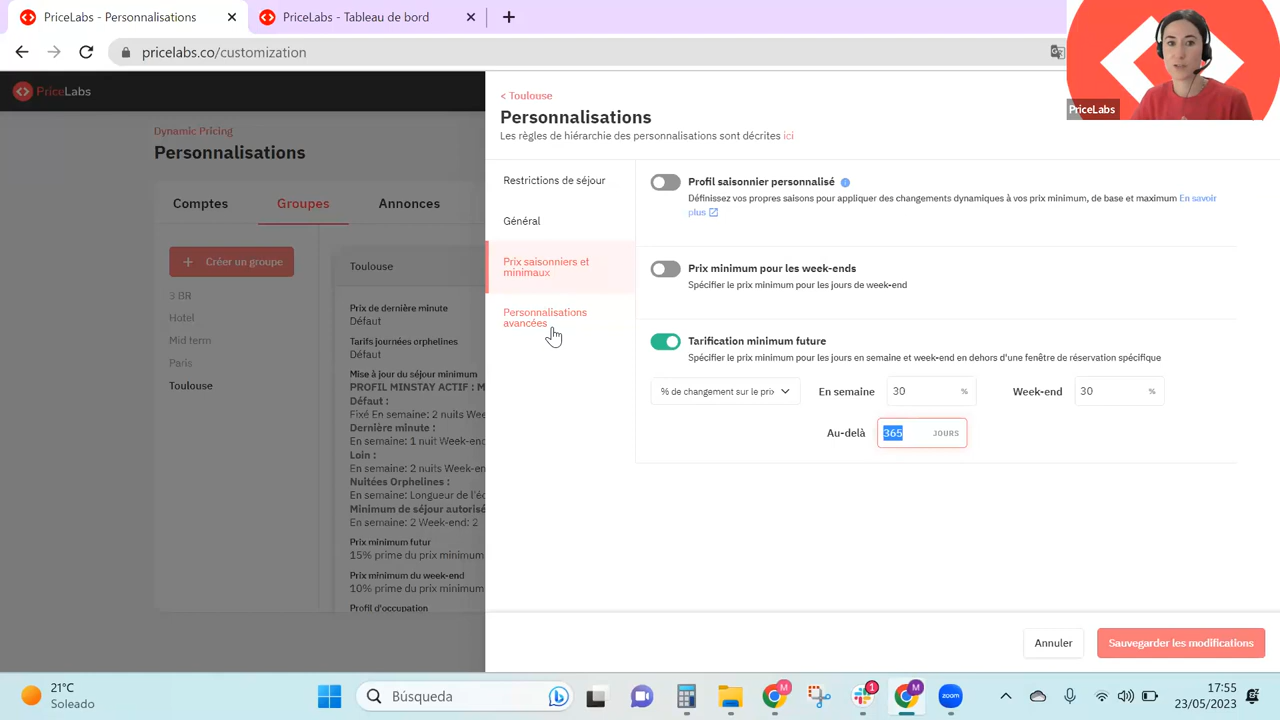 PriceLabs - Personnalisations
PriceLabs - Tableau de bord
pricelabs.co/customization
PriceLabs
PriceLabs
Dynamic Pricing
Personnalisations
Comptes
Groupes
Annonces
Créer un groupe
3 BR
Hotel
Mid term
Paris
Toulouse
Toulouse
Prix de dernière minute
Défaut
Tarifs journées orphelines
Défaut
Mise à jour du séjour minimum
PROFIL MINSTAY ACTIF : M
Défaut :
Fixé En semaine: 2 nuits Week
Dernière minute :
En semaine: 1 nuit Week-en
Loin :
En semaine: 2 nuits Week-e
Nuitées Orphelines :
En semaine: Longueur de l'éc
Minimum de séjour autorisé
En semaine: 2 Week-end: 2
Prix minimum futur
15% prime du prix minimum
Prix minimum du week-end
10% prime du prix minimum
Profil d'occupation
< Toulouse
Personnalisations
Les règles de hiérarchie des personnalisations sont décrites ici
Restrictions de séjour
Général
Prix saisonniers et
minimaux
Personnalisations
avancées
Profil saisonnier personnalisé
Définissez vos propres saisons pour appliquer des changements dynamiques à vos prix minimum, de base et maximum En savoir
plus
Prix minimum pour les week-ends
Spécifier le prix minimum pour les jours de week-end
Tarification minimum future
Spécifier le prix minimum pour les jours en semaine et week-end en dehors d'une fenêtre de réservation spécifique
% de changement sur le prix
En semaine
30
%
Week-end
30
%
Au-delà
365
JOURS
Annuler
Sauvegarder les modifications
21°C
Soleado
Búsqueda
M
1
M
zoom
17:55
23/05/2023